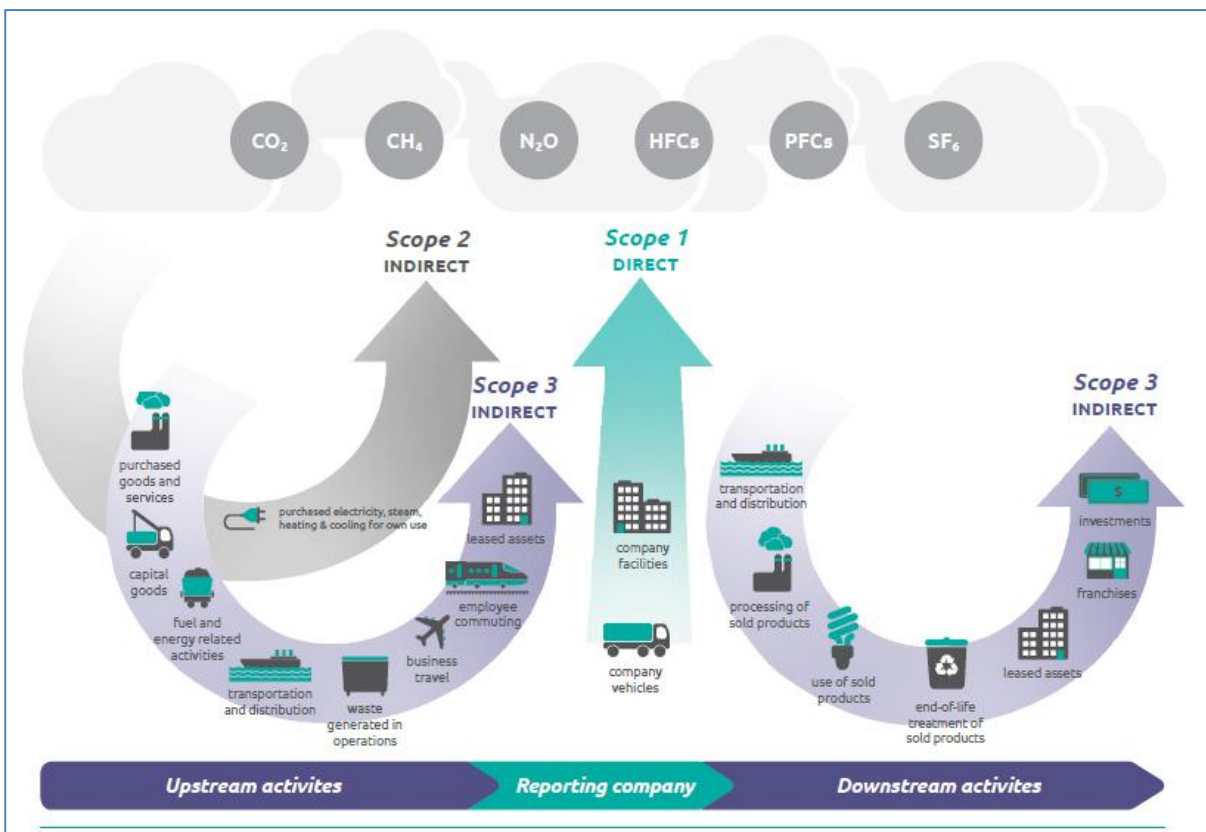 CO₂
CH₄
N₂O
HFCs
PFCs
SF₆
Scope 2
INDIRECT
Scope 1
DIRECT
Scope 3
INDIRECT
Scope 3
INDIRECT
purchased
goods and
services
capital
goods
fuel and
energy related
activities
purchased electricity, steam,
heating & cooling for own use
transportation
and distribution
waste
generated in
operations
business
travel
employee
commuting
leased assets
company
facilities
company
vehicles
transportation
and distribution
processing of
sold products
use of sold
products
end-of-life
treatment of
sold products
leased assets
franchises
$
investments
Upstream activites
Reporting company
Downstream activites